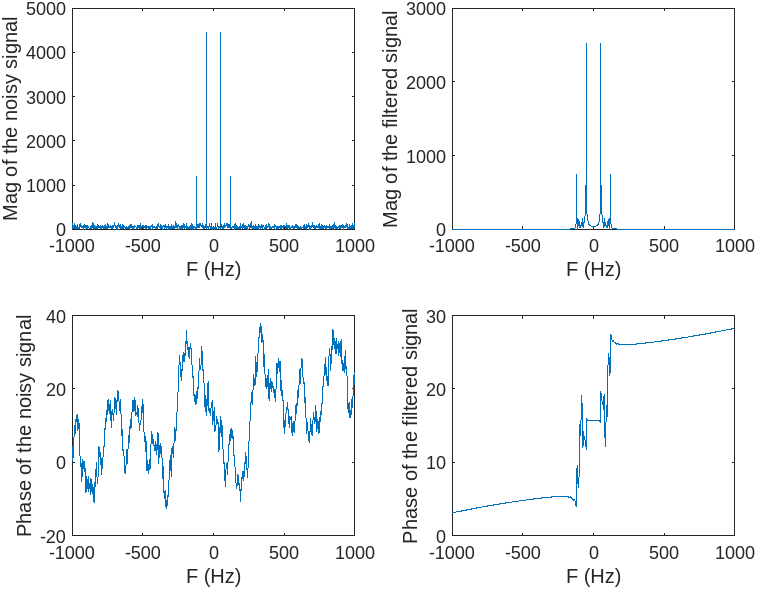 Mag of the noisy signal
5000
4000
3000
2000
1000
0
-1000 -500 0 500 1000
F (Hz)
Mag of the filtered signal
3000
2000
1000
0
-1000 -500 0 500 1000
F (Hz)
Phase of the noisy signal
40
20
0
-20
-1000 -500 0 500 1000
F (Hz)
Phase of the filtered signal
30
20
10
0
-1000 -500 0 500 1000
F (Hz)